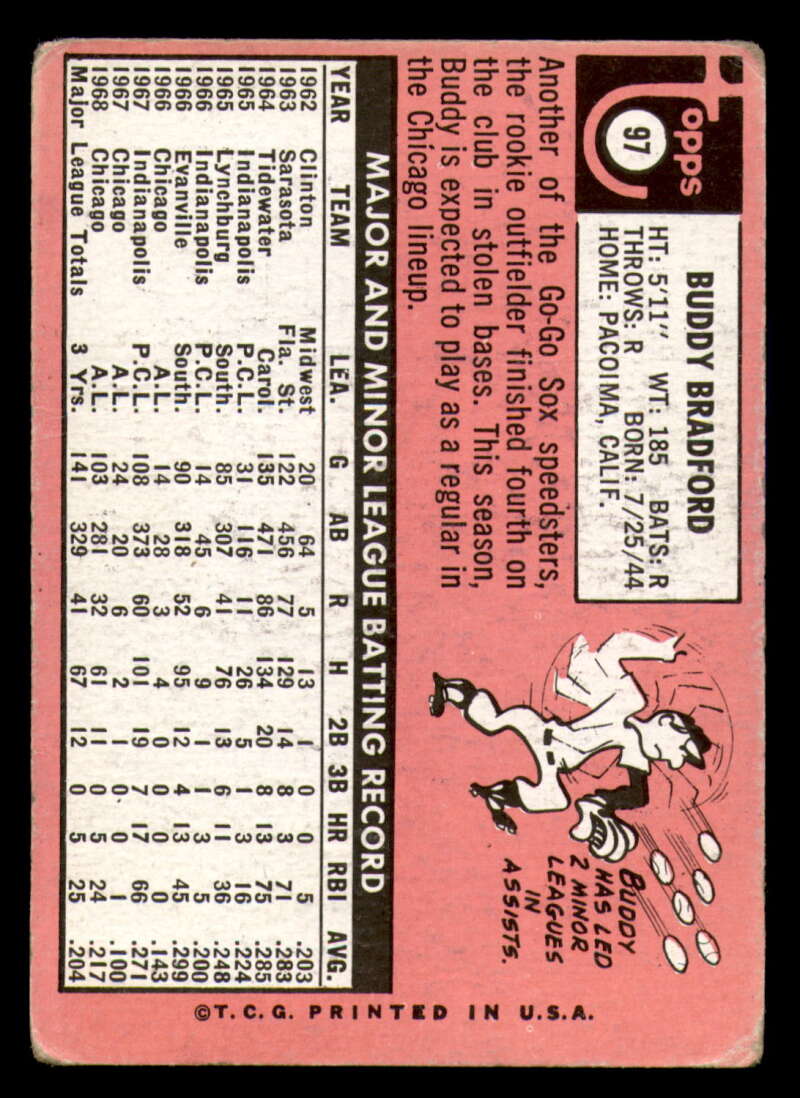 Topps
97
BUDDY BRADFORD
HT: 5'11" WT: 185 BATS: R
THROWS: R BORN: 7/25/44
HOME: PACOIMA, CALIF.
Another of the Go-Go Sox speedsters,
the rookie outfielder finished fourth on
the club in stolen bases. This season,
Buddy is expected to play as a regular in
the Chicago lineup.
BUDDY
HAS LED
2 MINOR
LEAGUES
IN
ASSISTS.
MAJOR AND MINOR LEAGUE BATTING RECORD
YEAR TEAM LEA. G AB R H 2B 3B HR RBI AVG.
1962 Clinton Midwest 20 64 5 13 1 0 0 5 .203
1963 Sarasota Fla. St. 122 456 77 129 14 8 3 71 .283
1964 Tidewater Carol. 135 471 86 134 20 8 13 75 .285
1965 Indianapolis P.C.L. 31 116 11 26 5 1 3 16 .224
1965 Lynchburg South. 85 307 41 76 13 6 11 36 .248
1966 Indianapolis P.C.L. 14 45 6 9 1 1 3 5 .200
1966 Evanville South. 90 318 52 95 12 4 13 45 .299
1966 Chicago A.L. 14 28 3 4 0 0 0 0 .143
1967 Indianapolis P.C.L. 108 373 60 101 19 7 17 66 .271
1967 Chicago A.L. 24 20 6 2 1 0 0 1 .100
1968 Chicago A.L. 103 281 32 61 11 0 5 24 .217
Major League Totals 3 Yrs. 141 329 41 67 12 0 5 25 .204
©T.C.G. PRINTED IN U.S.A.